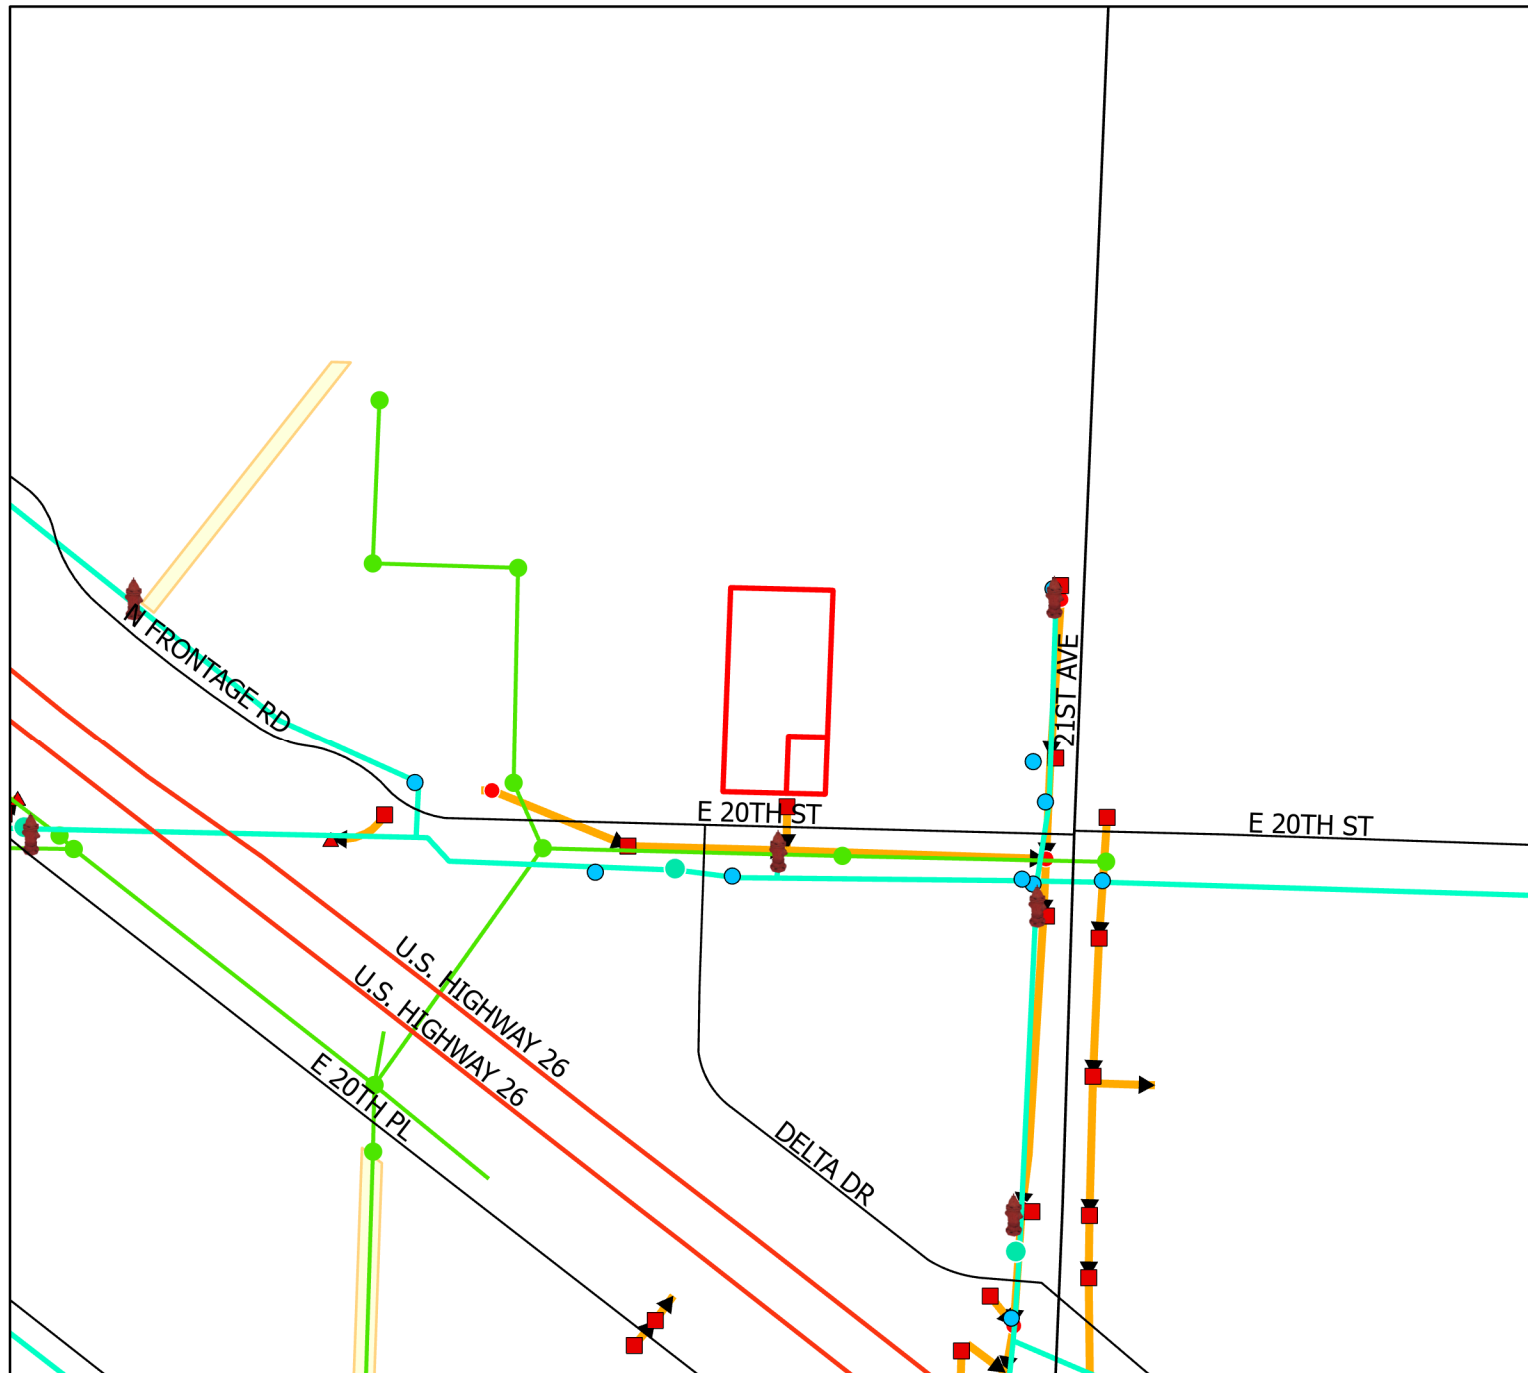 N FRONTAGE RD
21ST AVE
E 20TH ST
E 20TH ST
U.S. HIGHWAY 26
U.S. HIGHWAY 26
E 20TH PL
DELTA DR